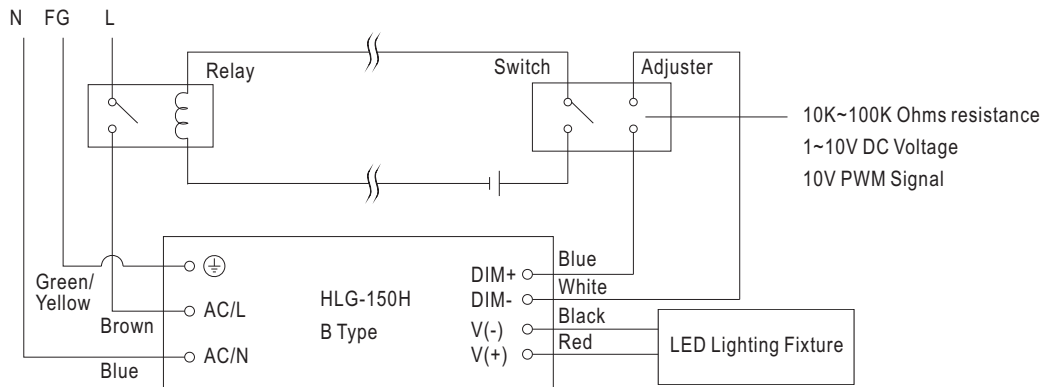 N FG L
Relay
Switch
Adjuster
10K~100K Ohms resistance
1~10V DC Voltage
10V PWM Signal
Green/
Yellow
Brown
Blue
AC/L
AC/N
HLG-150H
B Type
DIM+
DIM-
V(-)
V(+)
Blue
White
Black
Red
LED Lighting Fixture